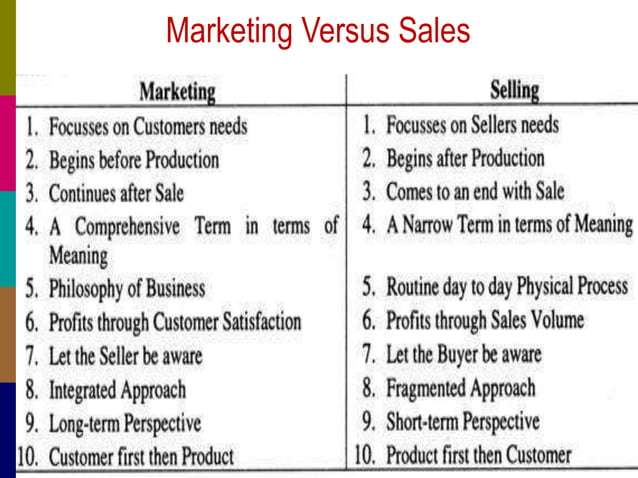 Marketing Versus Sales
Marketing
1. Focusses on Customers needs
2. Begins before Production
3. Continues after Sale
4. A Comprehensive Term in terms of
Meaning
5. Philosophy of Business
6. Profits through Customer Satisfaction
7. Let the Seller be aware
8. Integrated Approach
9. Long-term Perspective
10. Customer first then Product
Selling
1. Focusses on Sellers needs
2. Begins after Production
3. Comes to an end with Sale
4. A Narrow Term in terms of Meaning
5. Routine day to day Physical Process
6. Profits through Sales Volume
7. Let the Buyer be aware
8. Fragmented Approach
9. Short-term Perspective
10. Product first then Customer